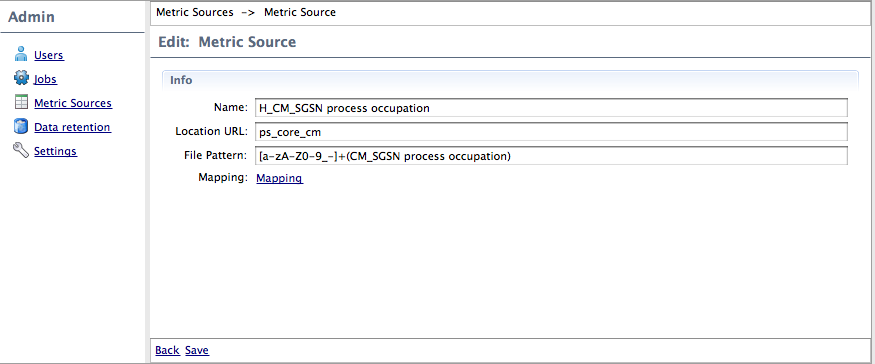 Admin
Users
Jobs
Metric Sources
Data retention
Settings
Metric Sources -> Metric Source
Edit: Metric Source
Info
Name: H_CM_SGSN process occupation
Location URL: ps_core_cm
File Pattern: [a-zA-Z0-9_-]+(CM_SGSN process occupation)
Mapping: Mapping
Back Save